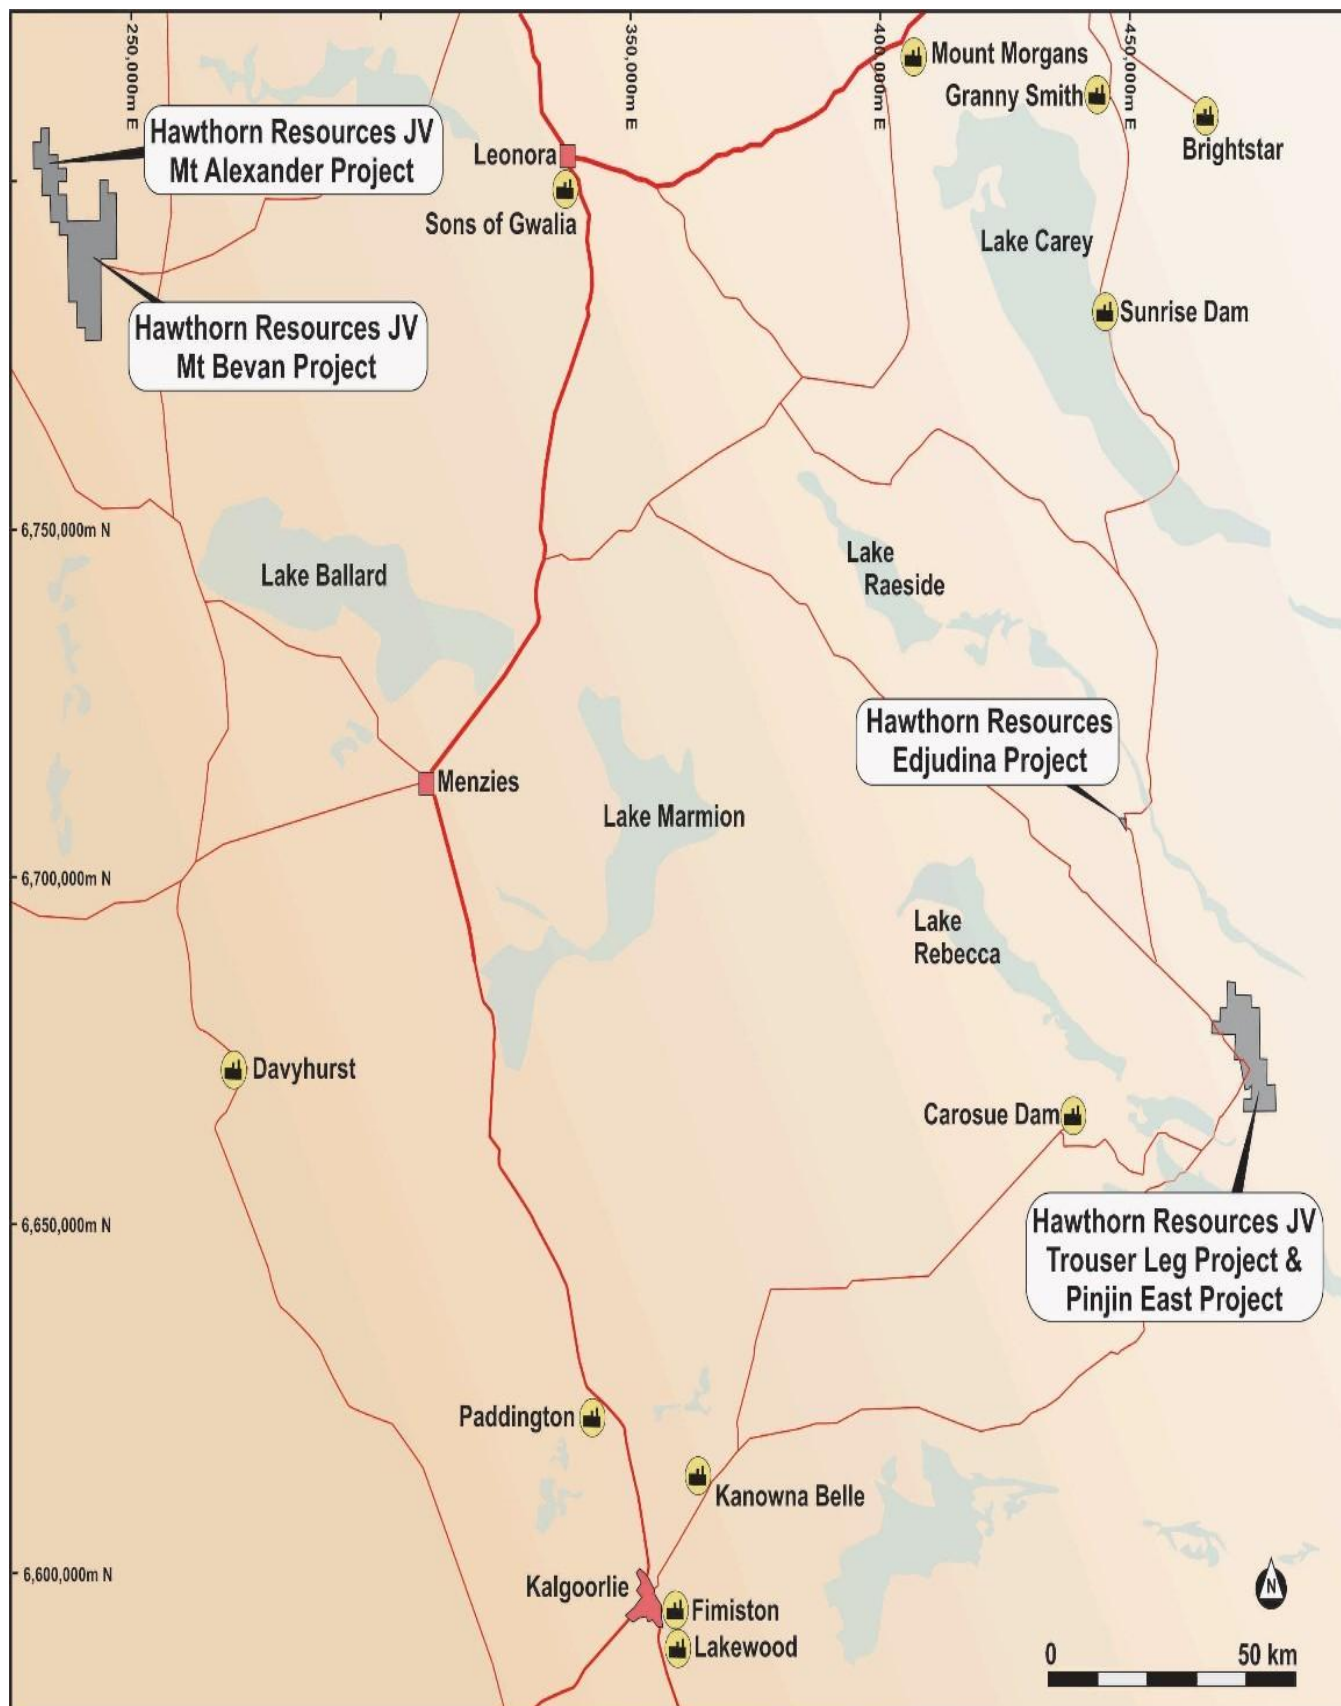 250,000m E
350,000m E
400,000m E
450,000m E
Mount Morgans
Granny Smith
Brightstar
Hawthorn Resources JV
Mt Alexander Project
Leonora
Sons of Gwalia
Lake Carey
Sunrise Dam
Hawthorn Resources JV
Mt Bevan Project
6,750,000m N
Lake Ballard
Lake
Raeside
Hawthorn Resources
Edjudina Project
Menzies
Lake Marmion
6,700,000m N
Lake
Rebecca
Davyhurst
Carosue Dam
6,650,000m N
Hawthorn Resources JV
Trouser Leg Project &
Pinjin East Project
Paddington
Kanowna Belle
6,600,000m N
Kalgoorlie
Fimiston
Lakewood
N
0 50 km